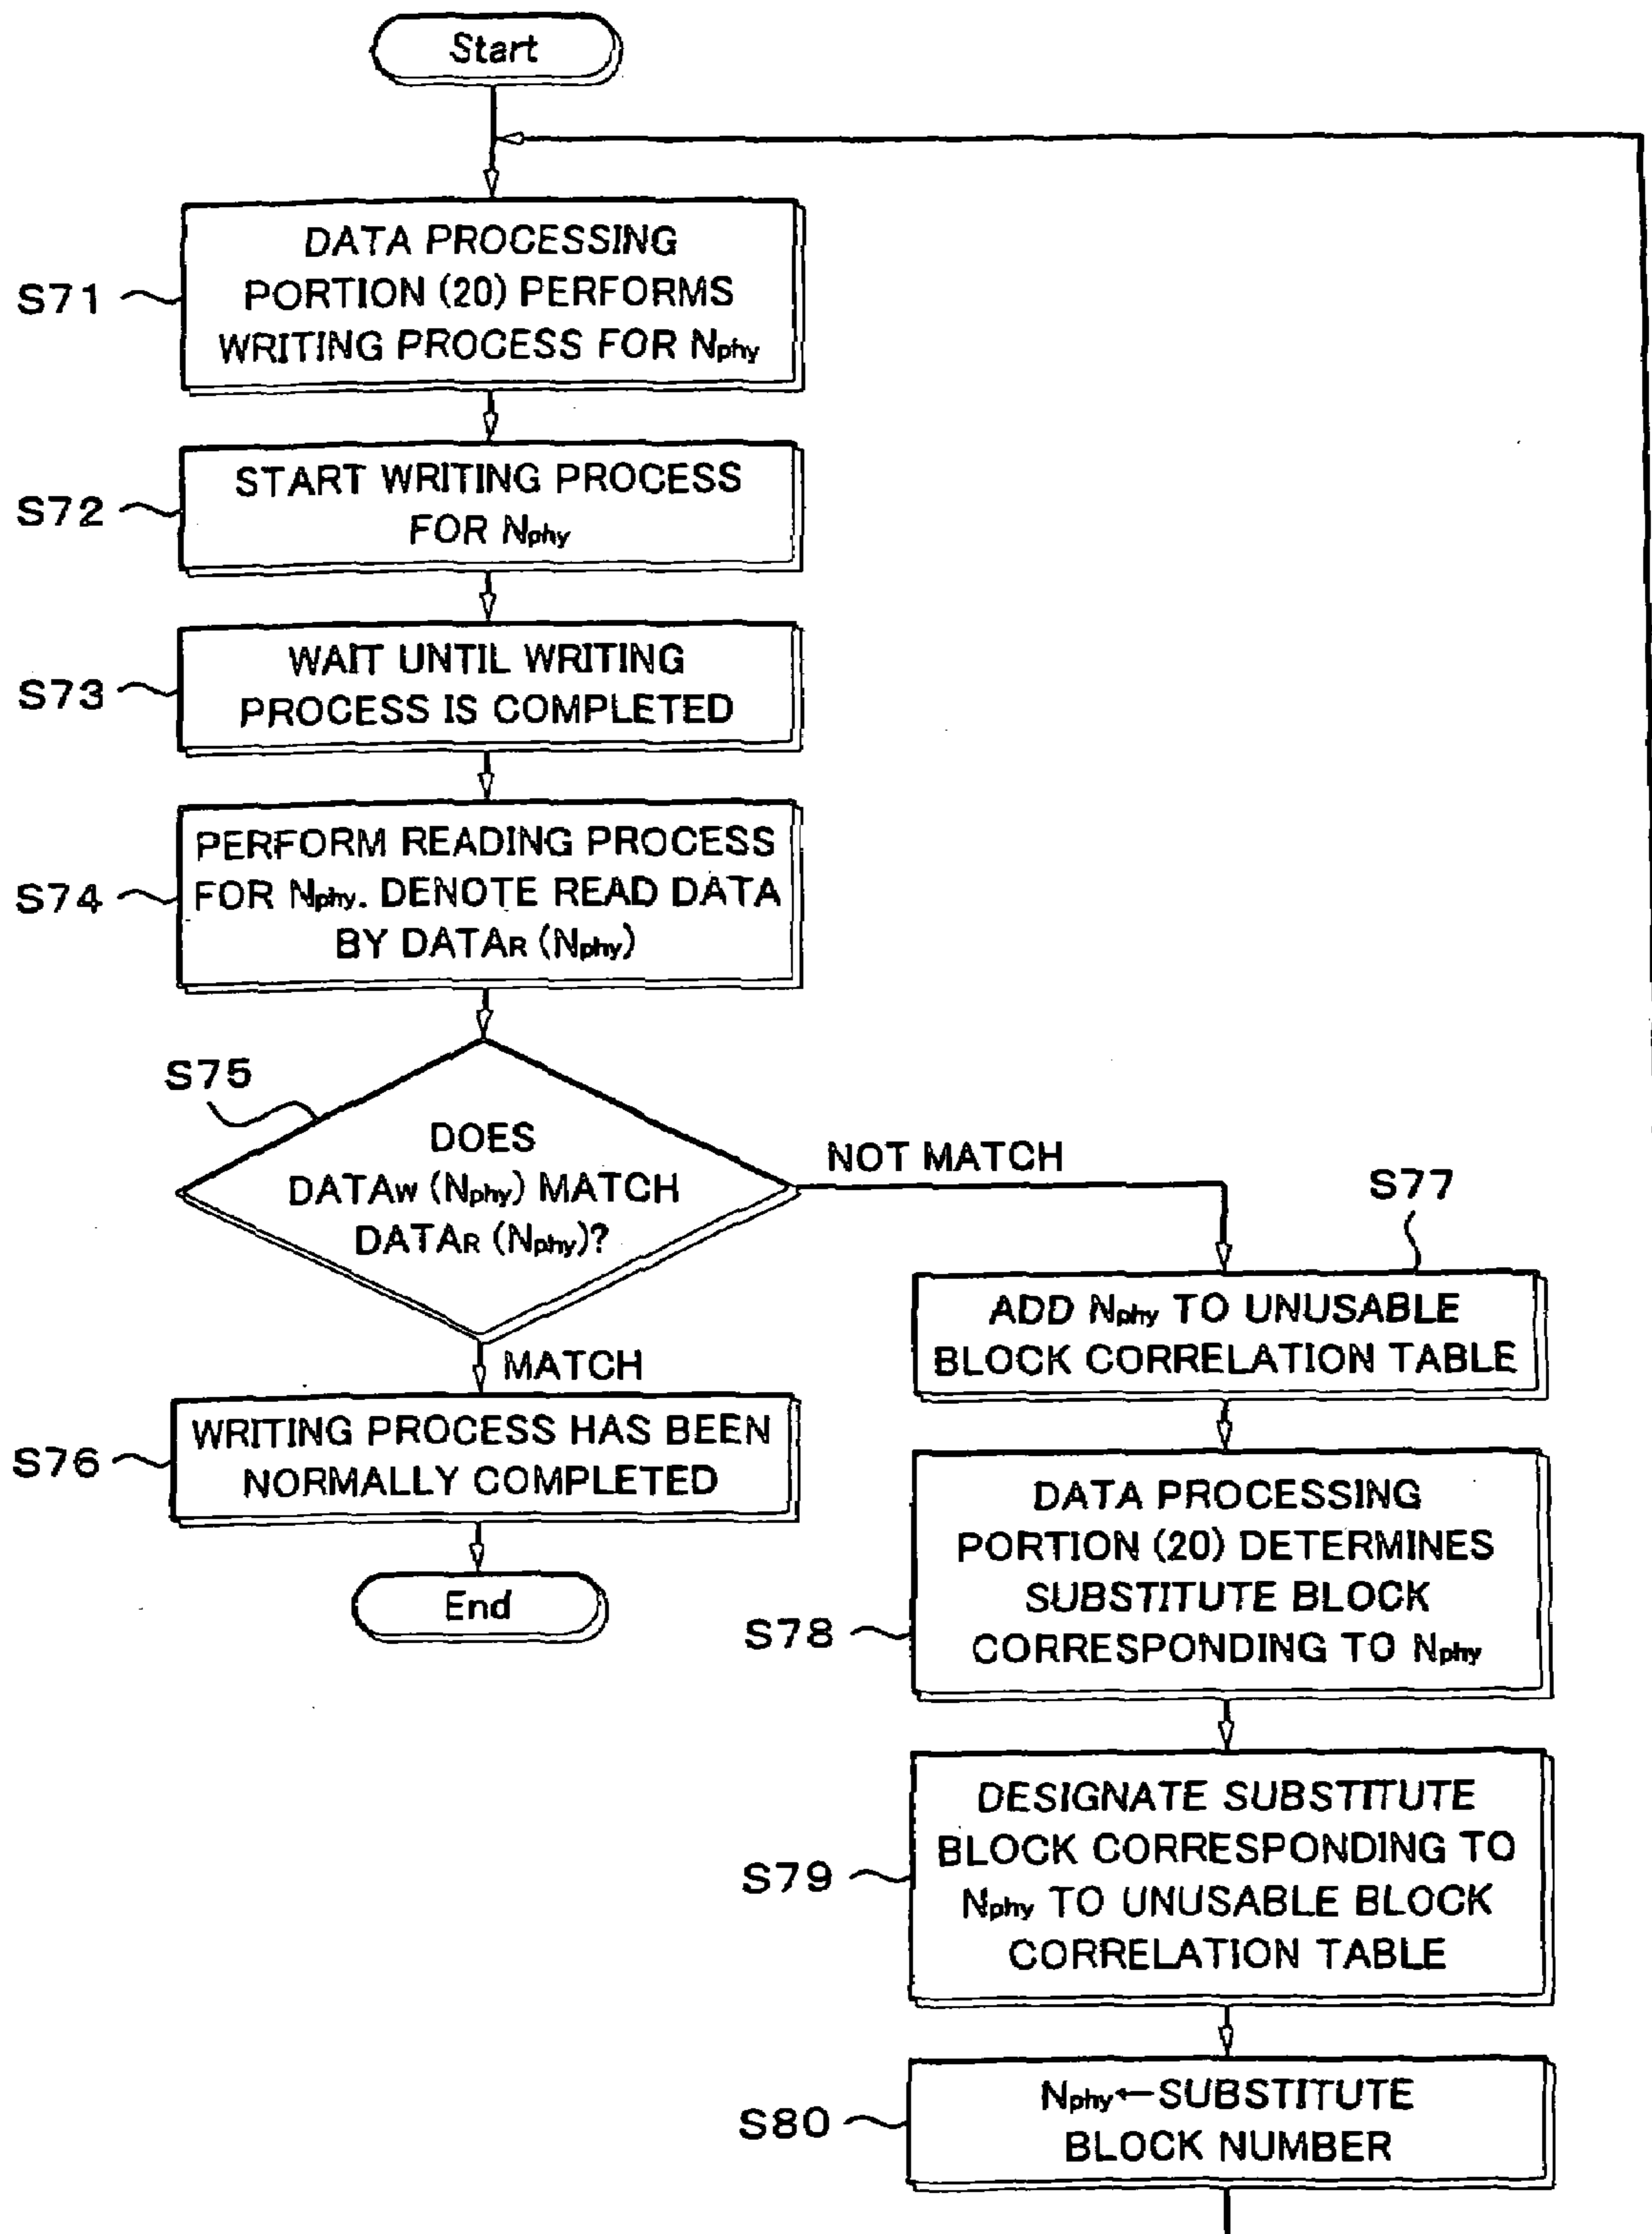 Start
S71
DATA PROCESSING
PORTION (20) PERFORMS
WRITING PROCESS FOR Nphy
S72
START WRITING PROCESS
FOR Nphy
S73
WAIT UNTIL WRITING
PROCESS IS COMPLETED
S74
PERFORM READING PROCESS
FOR Nphy. DENOTE READ DATA
BY DATAR (Nphy)
S75
DOES
DATAW (Nphy) MATCH
DATAR (Nphy)?
NOT MATCH
MATCH
S76
WRITING PROCESS HAS BEEN
NORMALLY COMPLETED
End
S77
ADD Nphy TO UNUSABLE
BLOCK CORRELATION TABLE
S78
DATA PROCESSING
PORTION (20) DETERMINES
SUBSTITUTE BLOCK
CORRESPONDING TO Nphy
S79
DESIGNATE SUBSTITUTE
BLOCK CORRESPONDING TO
Nphy TO UNUSABLE BLOCK
CORRELATION TABLE
S80
Nphy←SUBSTITUTE
BLOCK NUMBER